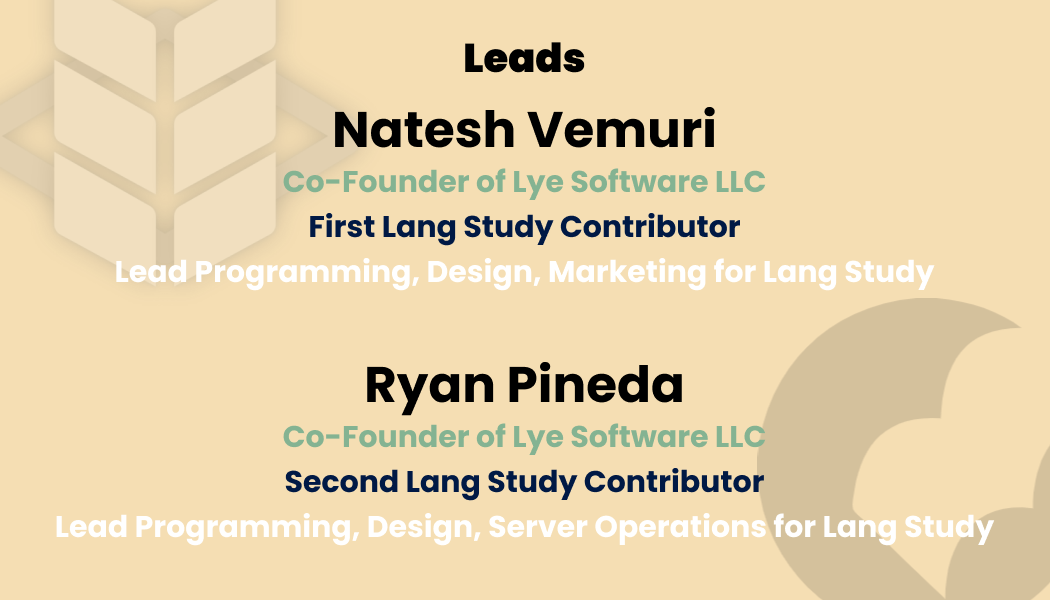 Leads
Natesh Vemuri
Co-Founder of Lye Software LLC
First Lang Study Contributor
Lead Programming, Design, Marketing for Lang Study
Ryan Pineda
Co-Founder of Lye Software LLC
Second Lang Study Contributor
Lead Programming, Design, Server Operations for Lang Study